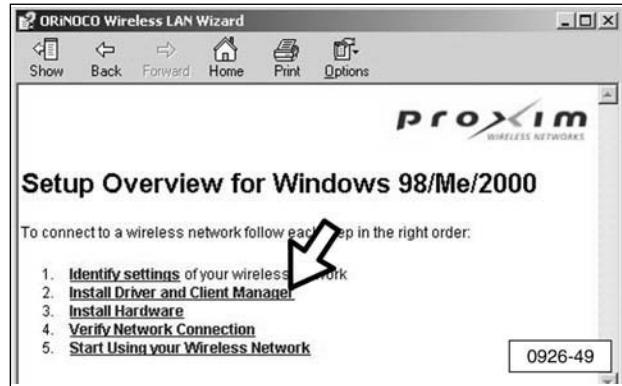 ORiNOCO Wireless LAN Wizard
Show Back Forward Home Print Options
proxim
WIRELESS NETWORKS
Setup Overview for Windows 98/Me/2000
To connect to a wireless network follow each step in the right order:
1. Identify settings of your wireless network
2. Install Driver and Client Manager
3. Install Hardware
4. Verify Network Connection
5. Start Using your Wireless Network
0926-49